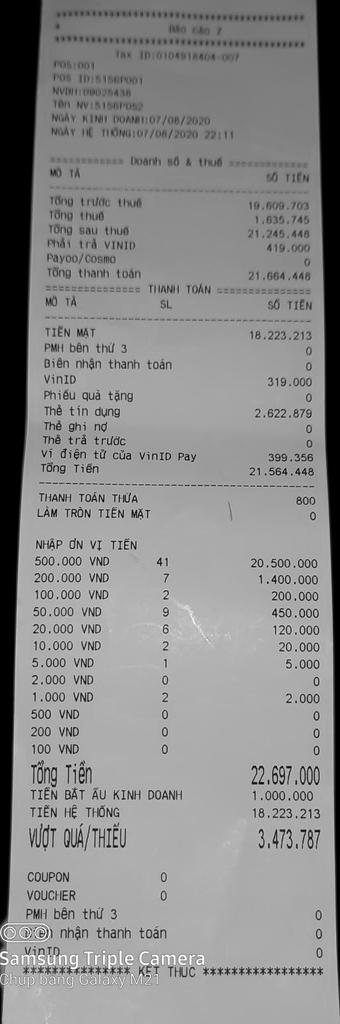 ****************************************
* Báo cáo Z
****************************************
Tax ID:0104918404-007
POS:001
POS ID:5156P001
NVBH:09025438
Tên NV:5156P052
NGÀY KINH DOANH:07/08/2020
NGÀY HỆ THỐNG:07/08/2020 22:11
============ Doanh số & thuế ============
MÔ TẢ SỐ TIỀN
Tổng trước thuế 19.609.703
Tổng thuế 1.635.745
Tổng sau thuế 21.245.448
Phải trả VINID 419.000
Payoo/Cosmo 0
Tổng thanh toán 21.664.448
=============== THANH TOÁN ===============
MÔ TẢ SL SỐ TIỀN
TIỀN MẶT 18.223.213
PMH bên thứ 3 0
Biên nhận thanh toán 0
VinID 319.000
Phiếu quà tặng 0
Thẻ tín dụng 2.622.879
Thẻ ghi nợ 0
Thẻ trả trước 0
Ví điện tử của VinID Pay 399.356
Tổng Tiền 21.564.448
THANH TOÁN THỪA 800
LÀM TRÒN TIỀN MẶT 0
NHẬP ƠN VỊ TIỀN
500.000 VND 41 20.500.000
200.000 VND 7 1.400.000
100.000 VND 2 200.000
50.000 VND 9 450.000
20.000 VND 6 120.000
10.000 VND 2 20.000
5.000 VND 1 5.000
2.000 VND 0 0
1.000 VND 2 2.000
500 VND 0 0
200 VND 0 0
100 VND 0 0
Tổng Tiền 22.697.000
TIỀN BẮT ẦU KINH DOANH 1.000.000
TIỀN HỆ THỐNG 18.223.213
VƯỢT QUÁ/THIẾU 3.473.787
COUPON 0
VOUCHER 0
PMH bên thứ 3 0
nhận thanh toán 0
VinID 0
Samsung Triple Camera
*************** KẾT THÚC *****************
Chụp bằng Galaxy M21